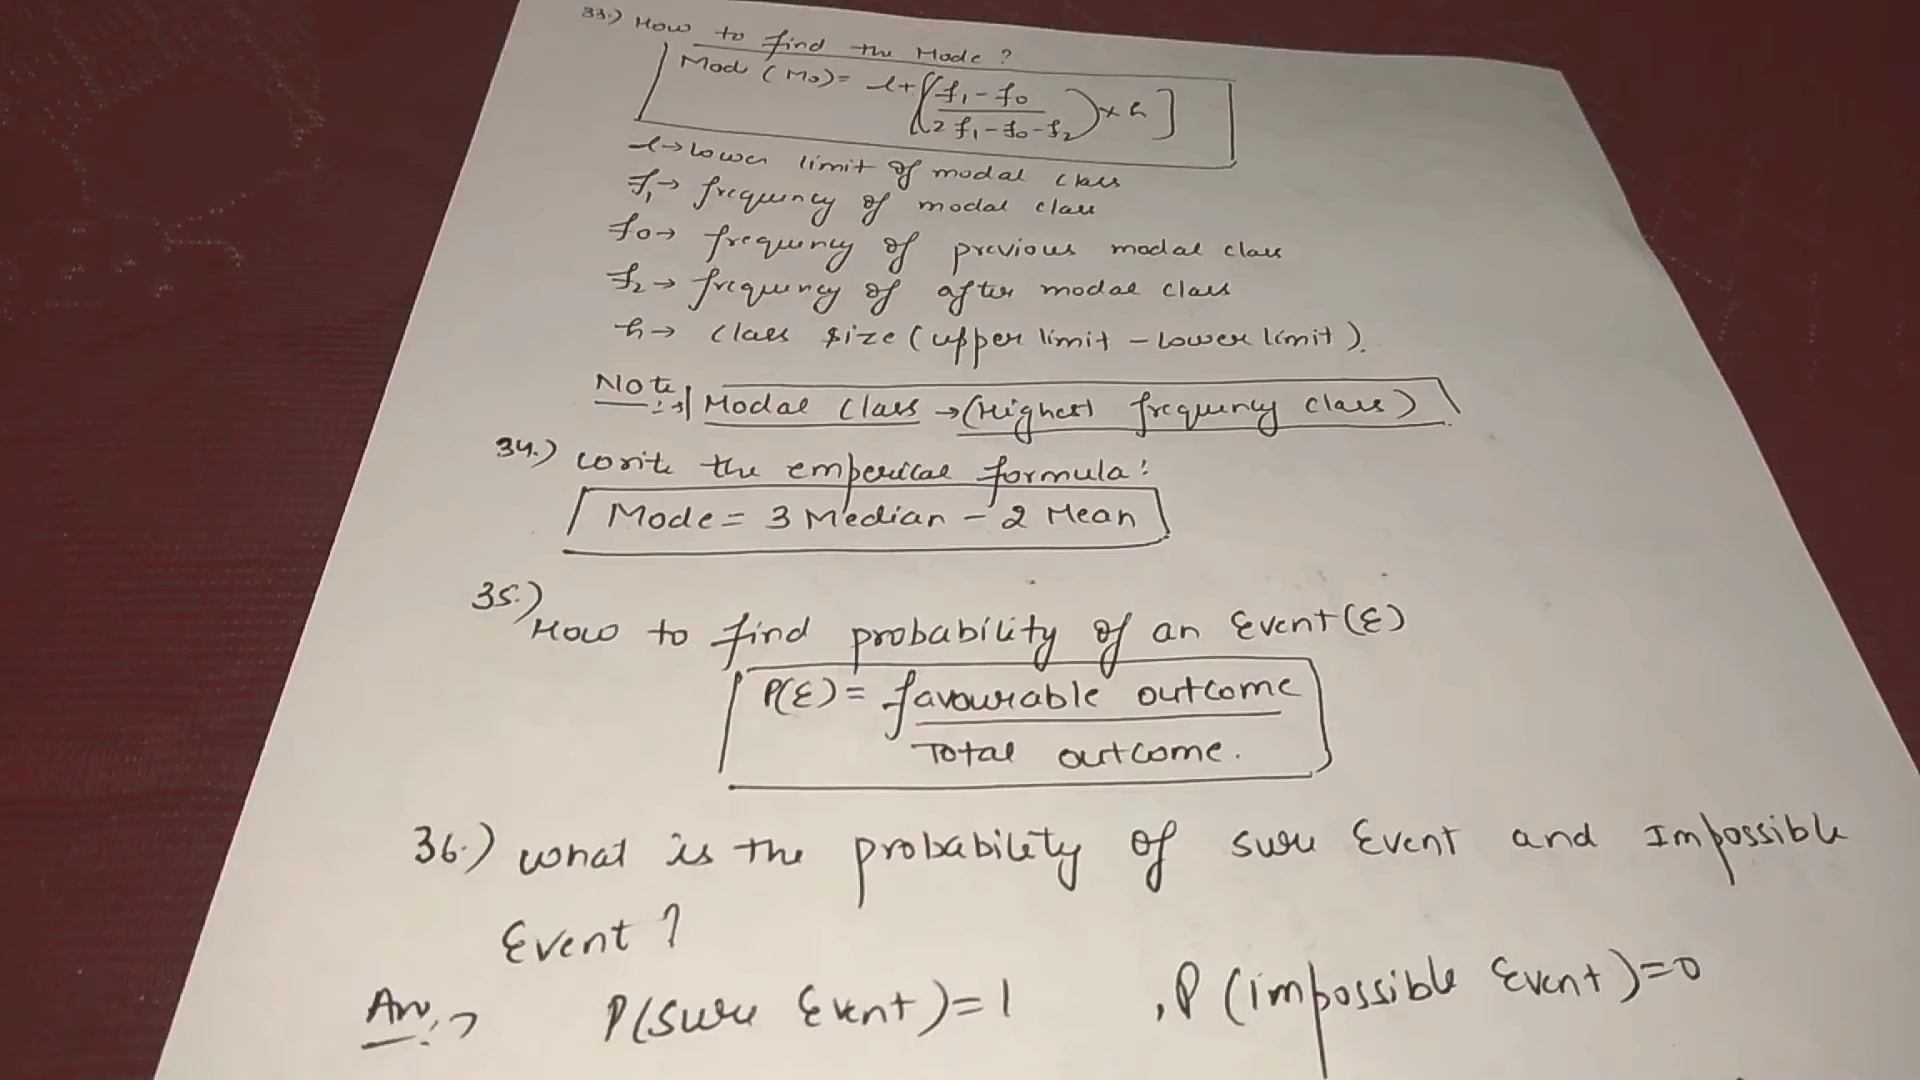 33.) How to find the Mode ?
Mod (Mo) = l + [(f₁ - f₀ / 2f₁ - f₀ - f₂) × h]
l → Lower limit of modal class
f₁ → frequency of modal class
f₀ → frequency of previous modal class
f₂ → frequency of after modal class
h → class size (upper limit - Lower limit).
Note :→ Modal Class → (Highest frequency class)
34.) Write the emperical formula :
Mode = 3 Median - 2 Mean
35.) How to find probability of an Event (E)
P(E) = favourable outcome
Total outcome.
36.) What is the probability of sure Event and Impossible
Event ?
Ans :→ P(sure Event) = 1 , P(impossible Event) = 0